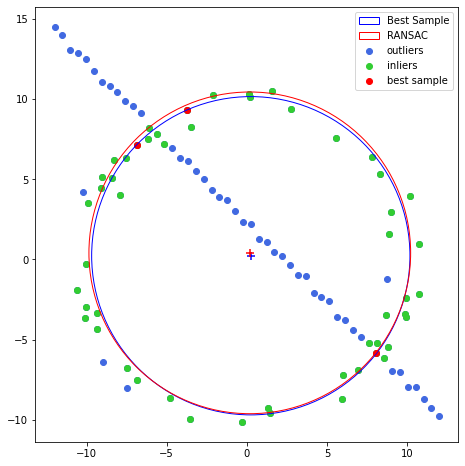 Best Sample
RANSAC
outliers
inliers
best sample
15
10
5
0
−5
−10
−10 −5 0 5 10